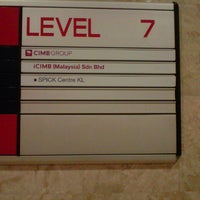 LEVEL 7
CIMB GROUP
iCIMB (Malaysia) Sdn Bhd
• SPICK Centre KL